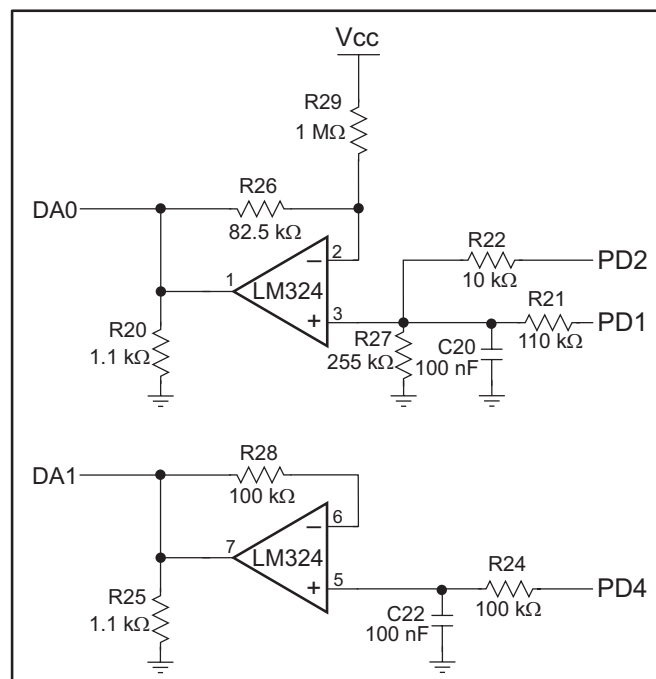 Vcc
R29
1 MΩ
R26
DA0
82.5 kΩ
2
–
R22
PD2
10 kΩ
1
LM324
R21
3
+
PD1
R20
1.1 kΩ
R27
255 kΩ
C20
100 nF
110 kΩ
R28
DA1
100 kΩ
6
–
7
LM324
R24
5
+
PD4
R25
1.1 kΩ
C22
100 nF
100 kΩ